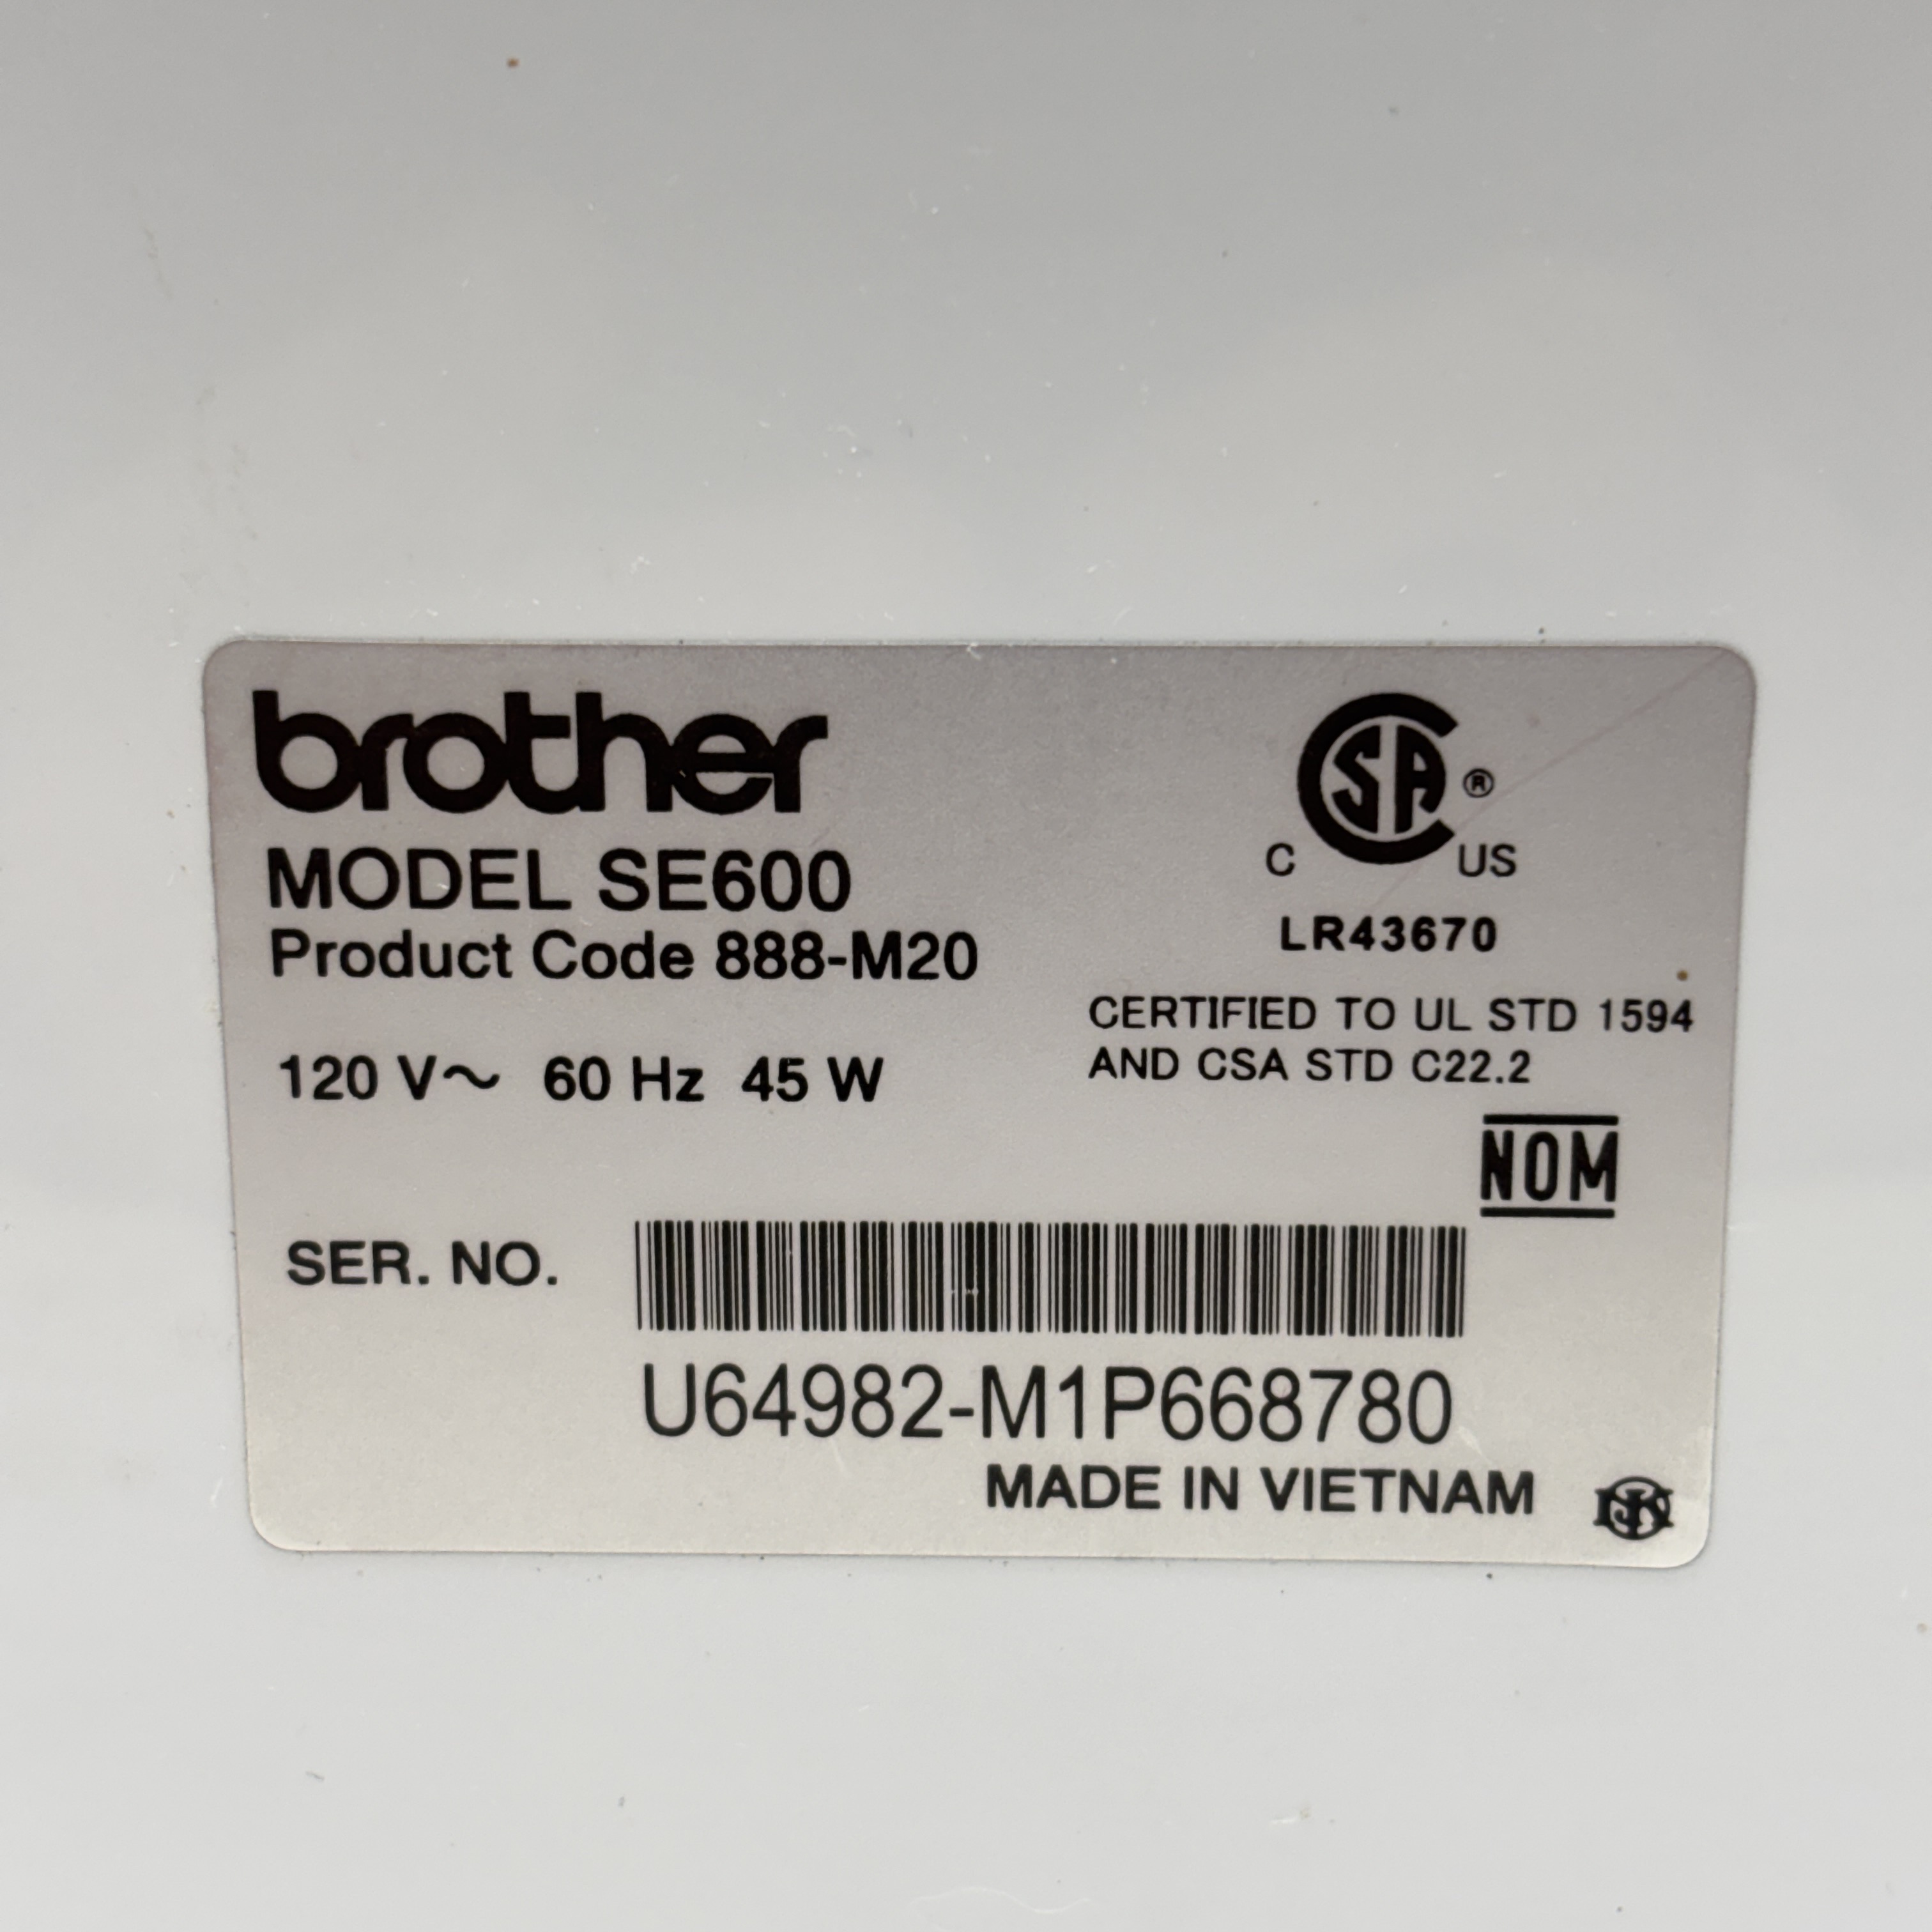 brother
MODEL SE600
Product Code 888-M20
120 V~ 60 Hz 45 W
CSA ®
C US
LR43670
CERTIFIED TO UL STD 1594
AND CSA STD C22.2
NOM
SER. NO.
U64982-M1P668780
MADE IN VIETNAM